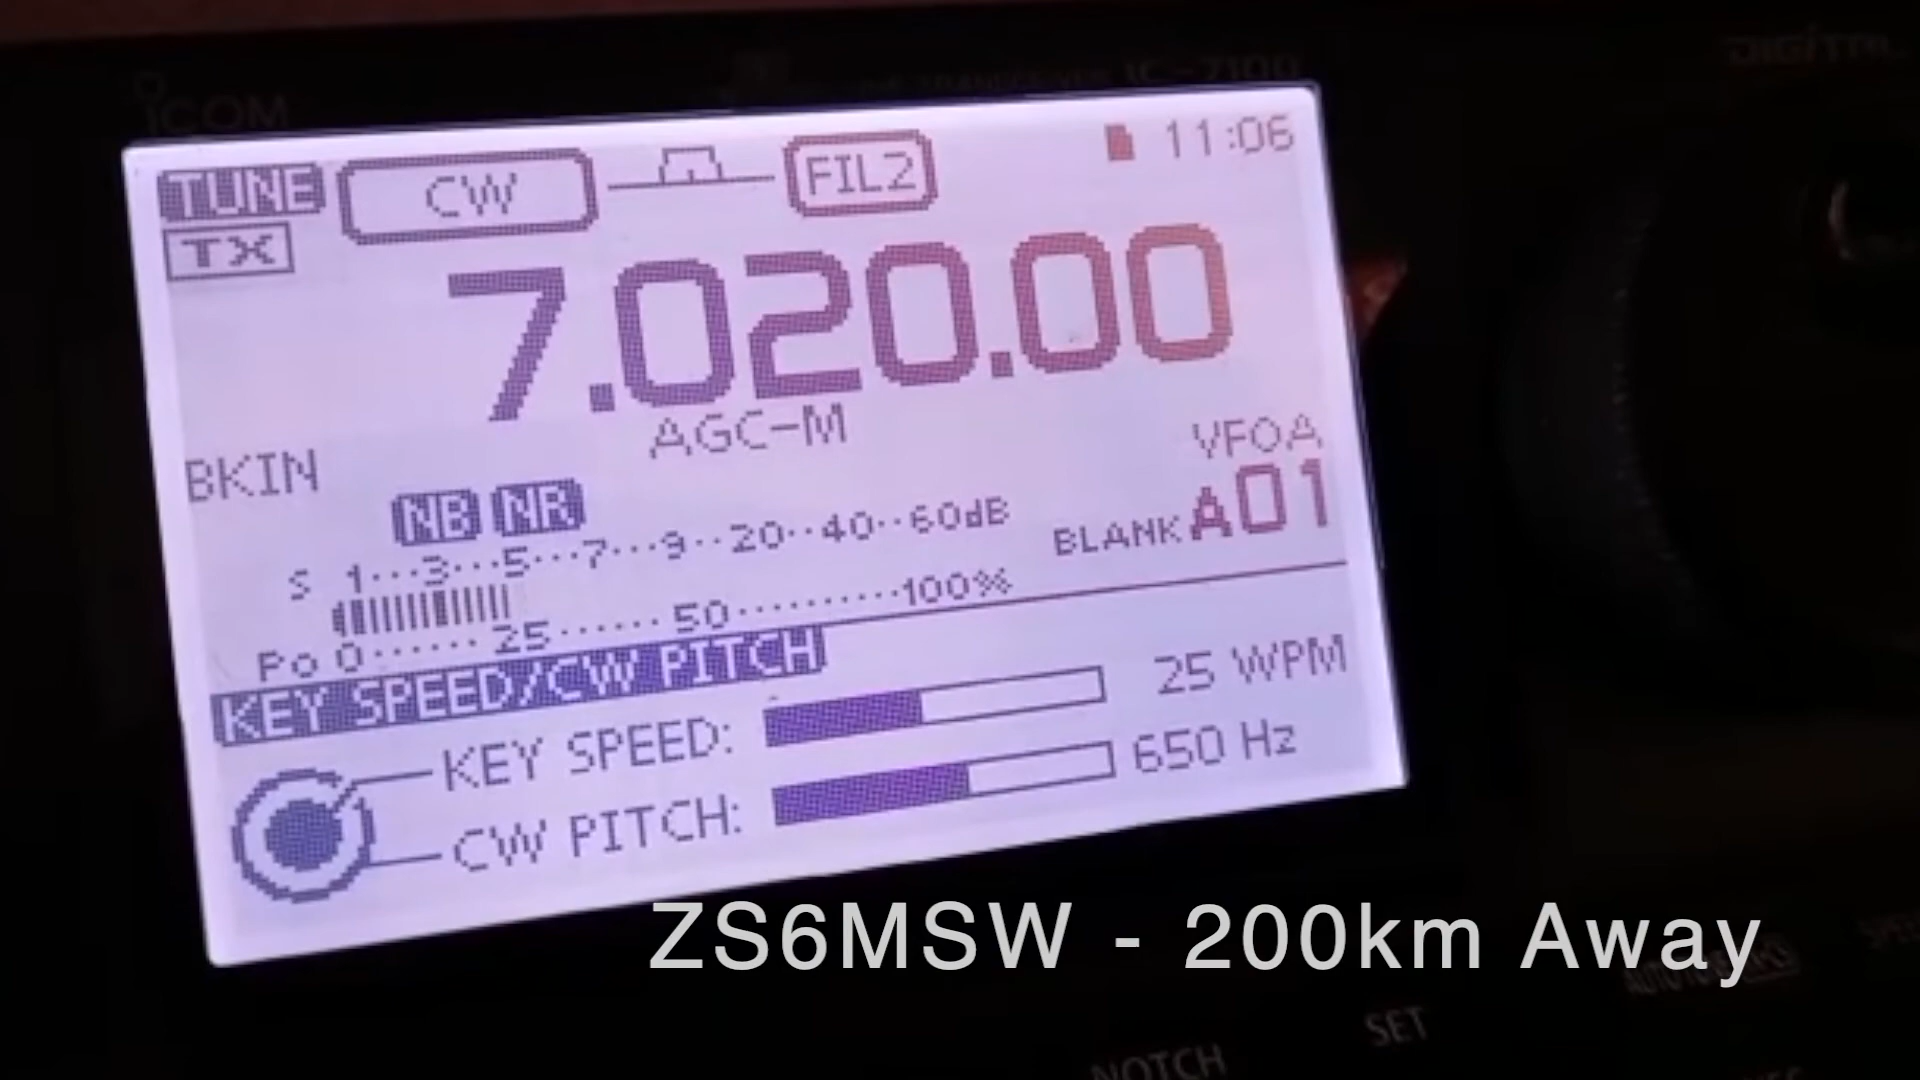 ICOM IC-7100
TUNE CW FIL2 11:06
TX
7.020.00
AGC-M
BKIN VFOA
NB NR
BLANK A01
S 1...3...5...7...9..20..40..60dB
Po 0......25......50..........100%
KEY SPEED/CW PITCH
KEY SPEED: 25 WPM
CW PITCH: 650 Hz
ZS6MSW - 200km Away
SET
NOTCH